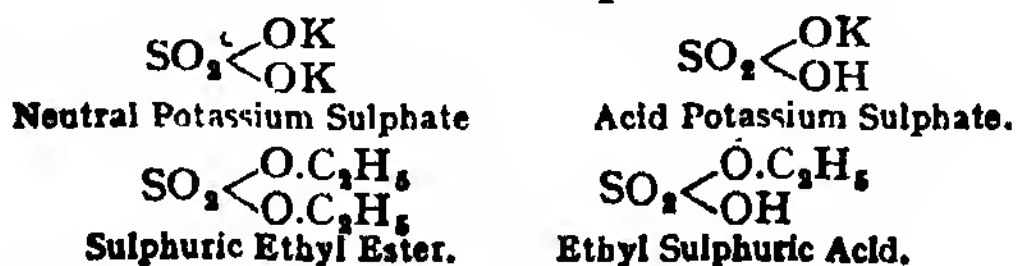 SO₂<OK OK SO₂<OK OH
Neutral Potassium Sulphate Acid Potassium Sulphate.
SO₂<O.C₂H₅ O.C₂H₅ SO₂<O.C₂H₅ OH
Sulphuric Ethyl Ester. Ethyl Sulphuric Acid.